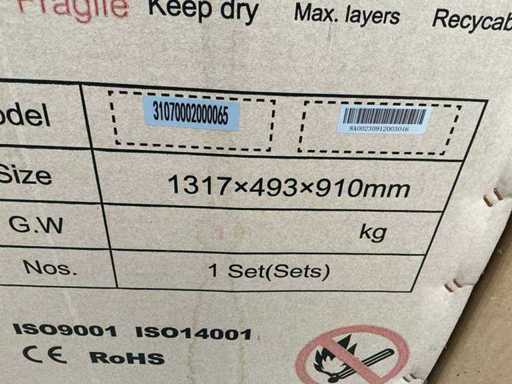 Fragile Keep dry Max. layers Recycab
odel 31070002000065
Size 1317×493×910mm
G.W kg
Nos. 1 Set(Sets)
ISO9001 ISO14001
CE RoHS